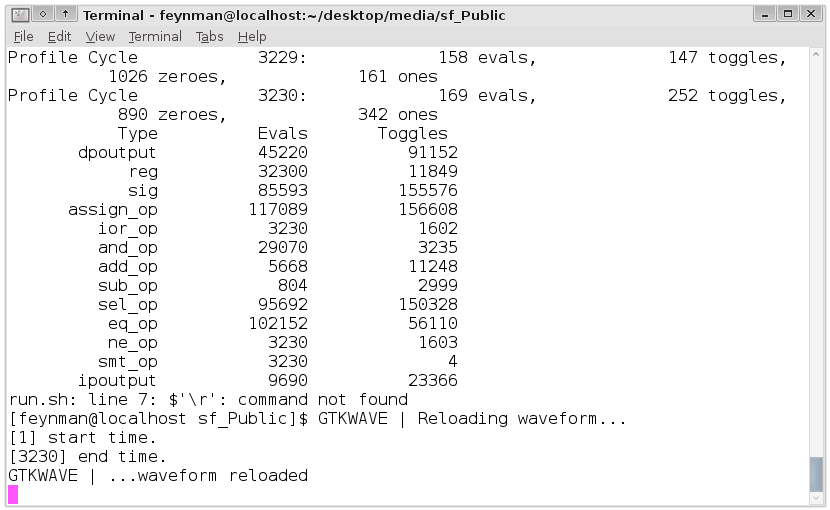 Terminal - feynman@localhost:~/desktop/media/sf_Public
File Edit View Terminal Tabs Help
Profile Cycle 3229: 158 evals, 147 toggles,
1026 zeroes, 161 ones
Profile Cycle 3230: 169 evals, 252 toggles,
890 zeroes, 342 ones
Type Evals Toggles
dpoutput 45220 91152
reg 32300 11849
sig 85593 155576
assign_op 117089 156608
ior_op 3230 1602
and_op 29070 3235
add_op 5668 11248
sub_op 804 2999
sel_op 95692 150328
eq_op 102152 56110
ne_op 3230 1603
smt_op 3230 4
ipoutput 9690 23366
run.sh: line 7: $'\r': command not found
[feynman@localhost sf_Public]$ GTKWAVE | Reloading waveform...
[1] start time.
[3230] end time.
GTKWAVE | ...waveform reloaded